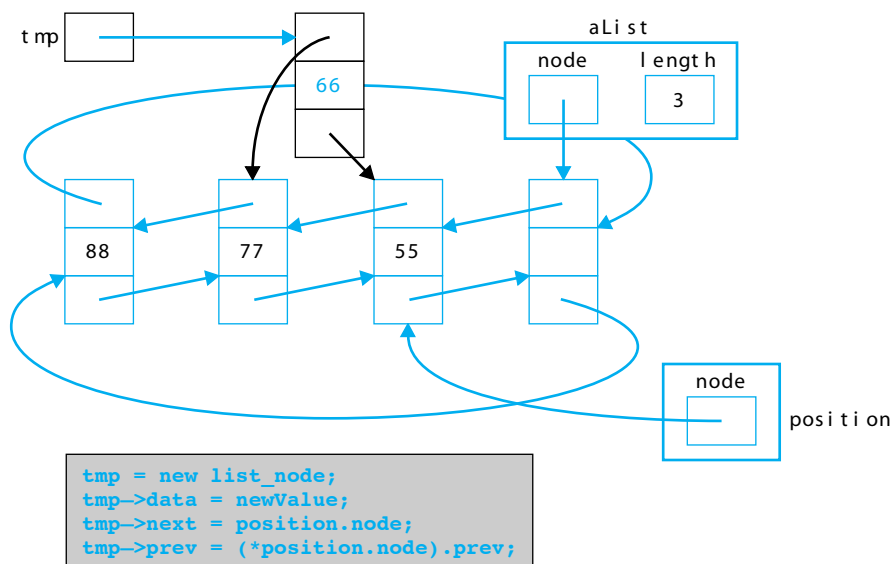 aList
tmp
node length
66
3
88 77 55
node
position
tmp = new list_node;
tmp—>data = newValue;
tmp—>next = position.node;
tmp—>prev = (*position.node).prev;